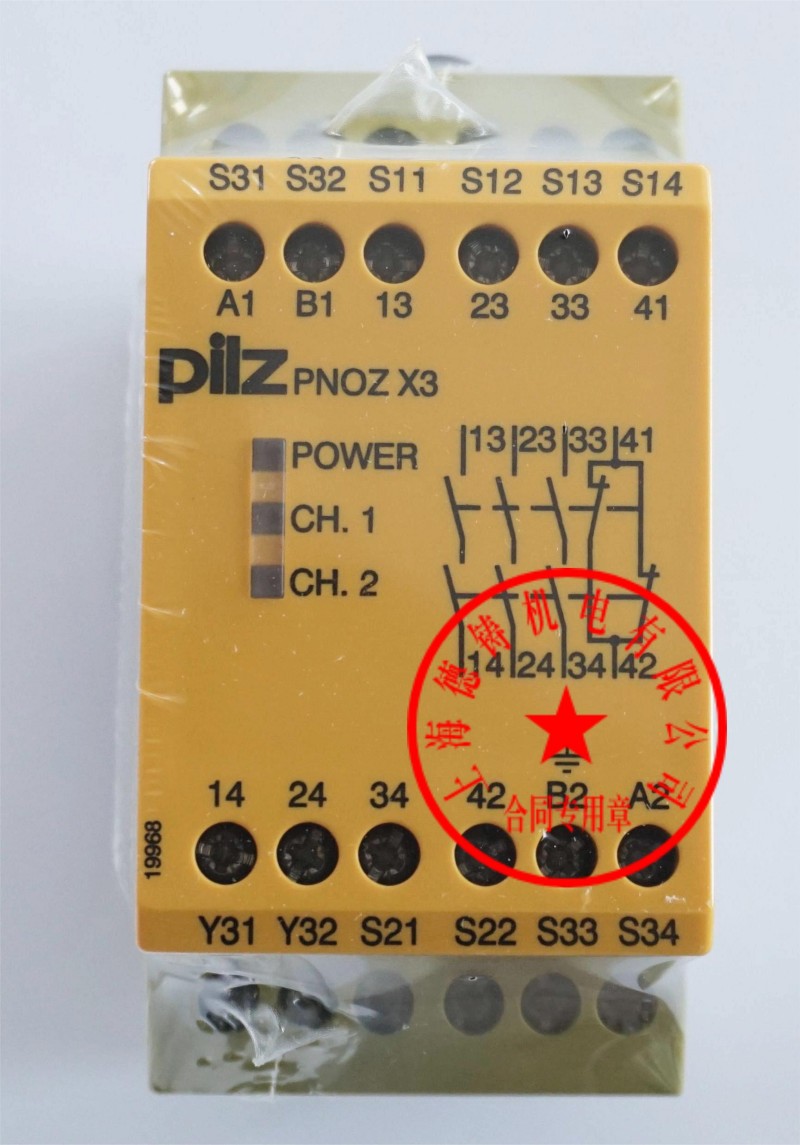 S31 S32 S11 S12 S13 S14
A1 B1 13 23 33 41
pilz PNOZ X3
13 23 33 41
POWER
CH. 1
CH. 2
14 24 34 42
上海德铸机电有限公司
合同专用章
14 24 34 42 B2 A2
19968
Y31 Y32 S21 S22 S33 S34